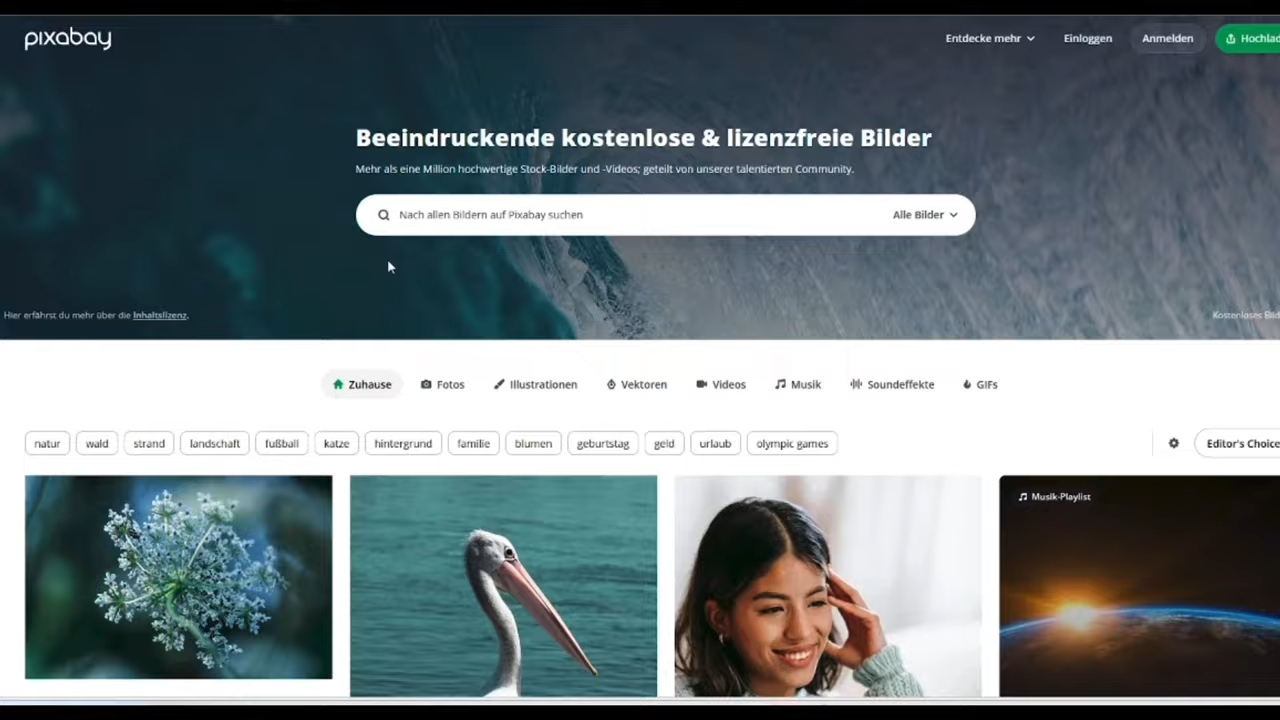 pixabay
Entdecke mehr
Einloggen
Anmelden
Beeindruckende kostenlose & lizenzfreie Bilder
Mehr als eine Million hochwertige Stock-Bilder und -Videos; geteilt von unserer talentierten Community.
Nach allen Bildern auf Pixabay suchen
Alle Bilder
Hier erfährst du mehr über die Inhaltslizenz.
Zuhause
Fotos
Illustrationen
Vektoren
Videos
Musik
Soundeffekte
GIFs
natur
wald
strand
landschaft
fußball
katze
hintergrund
familie
blumen
geburtstag
geld
urlaub
olympic games
Editor's Choice
Musik-Playlist